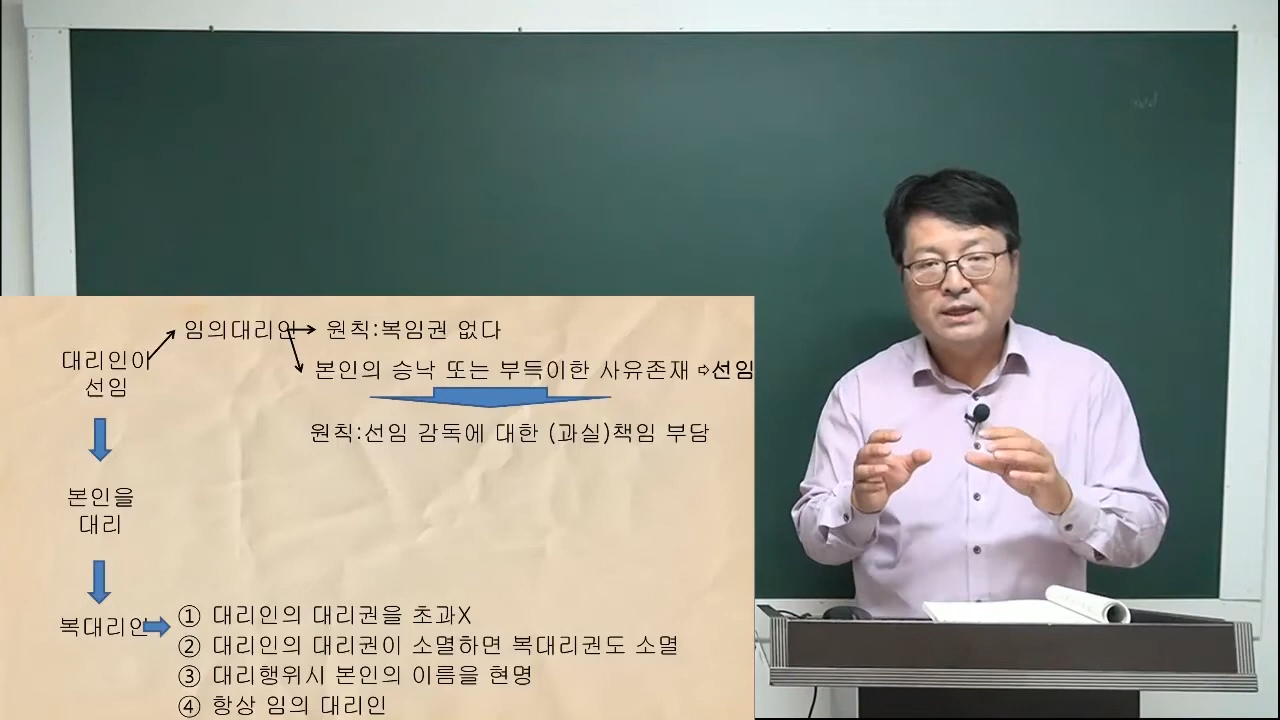 임의대리인
원칙:복임권 없다
대리인이
선임
본인의 승낙 또는 부득이한 사유존재 ⇨선임
원칙:선임 감독에 대한 (과실)책임 부담
본인을
대리
복대리인
① 대리인의 대리권을 초과X
② 대리인의 대리권이 소멸하면 복대리권도 소멸
③ 대리행위시 본인의 이름을 현명
④ 항상 임의 대리인